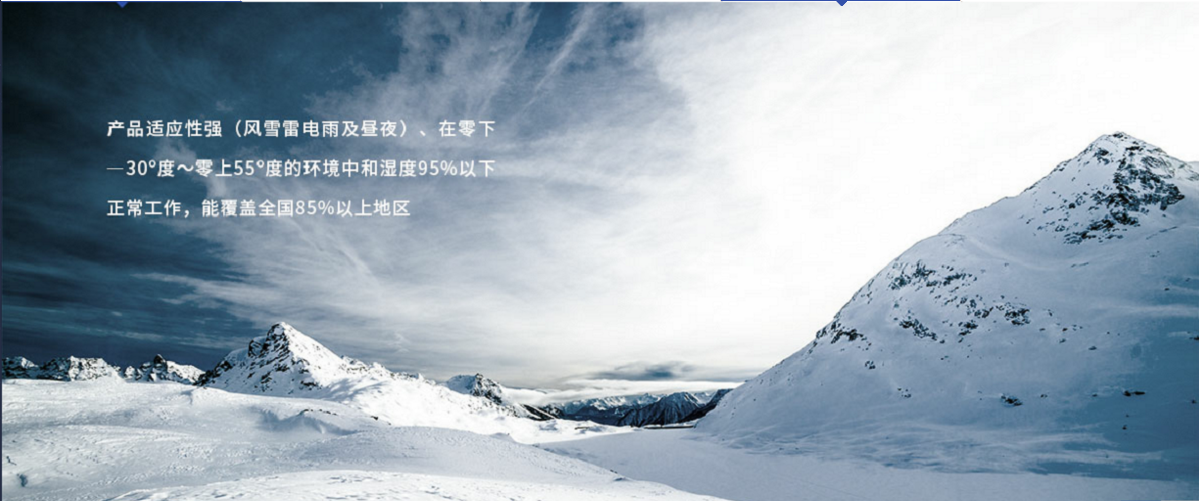 产品适应性强（风雪雷电雨及昼夜）、在零下
—30°度～零上55°度的环境中和湿度95%以下
正常工作，能覆盖全国85%以上地区